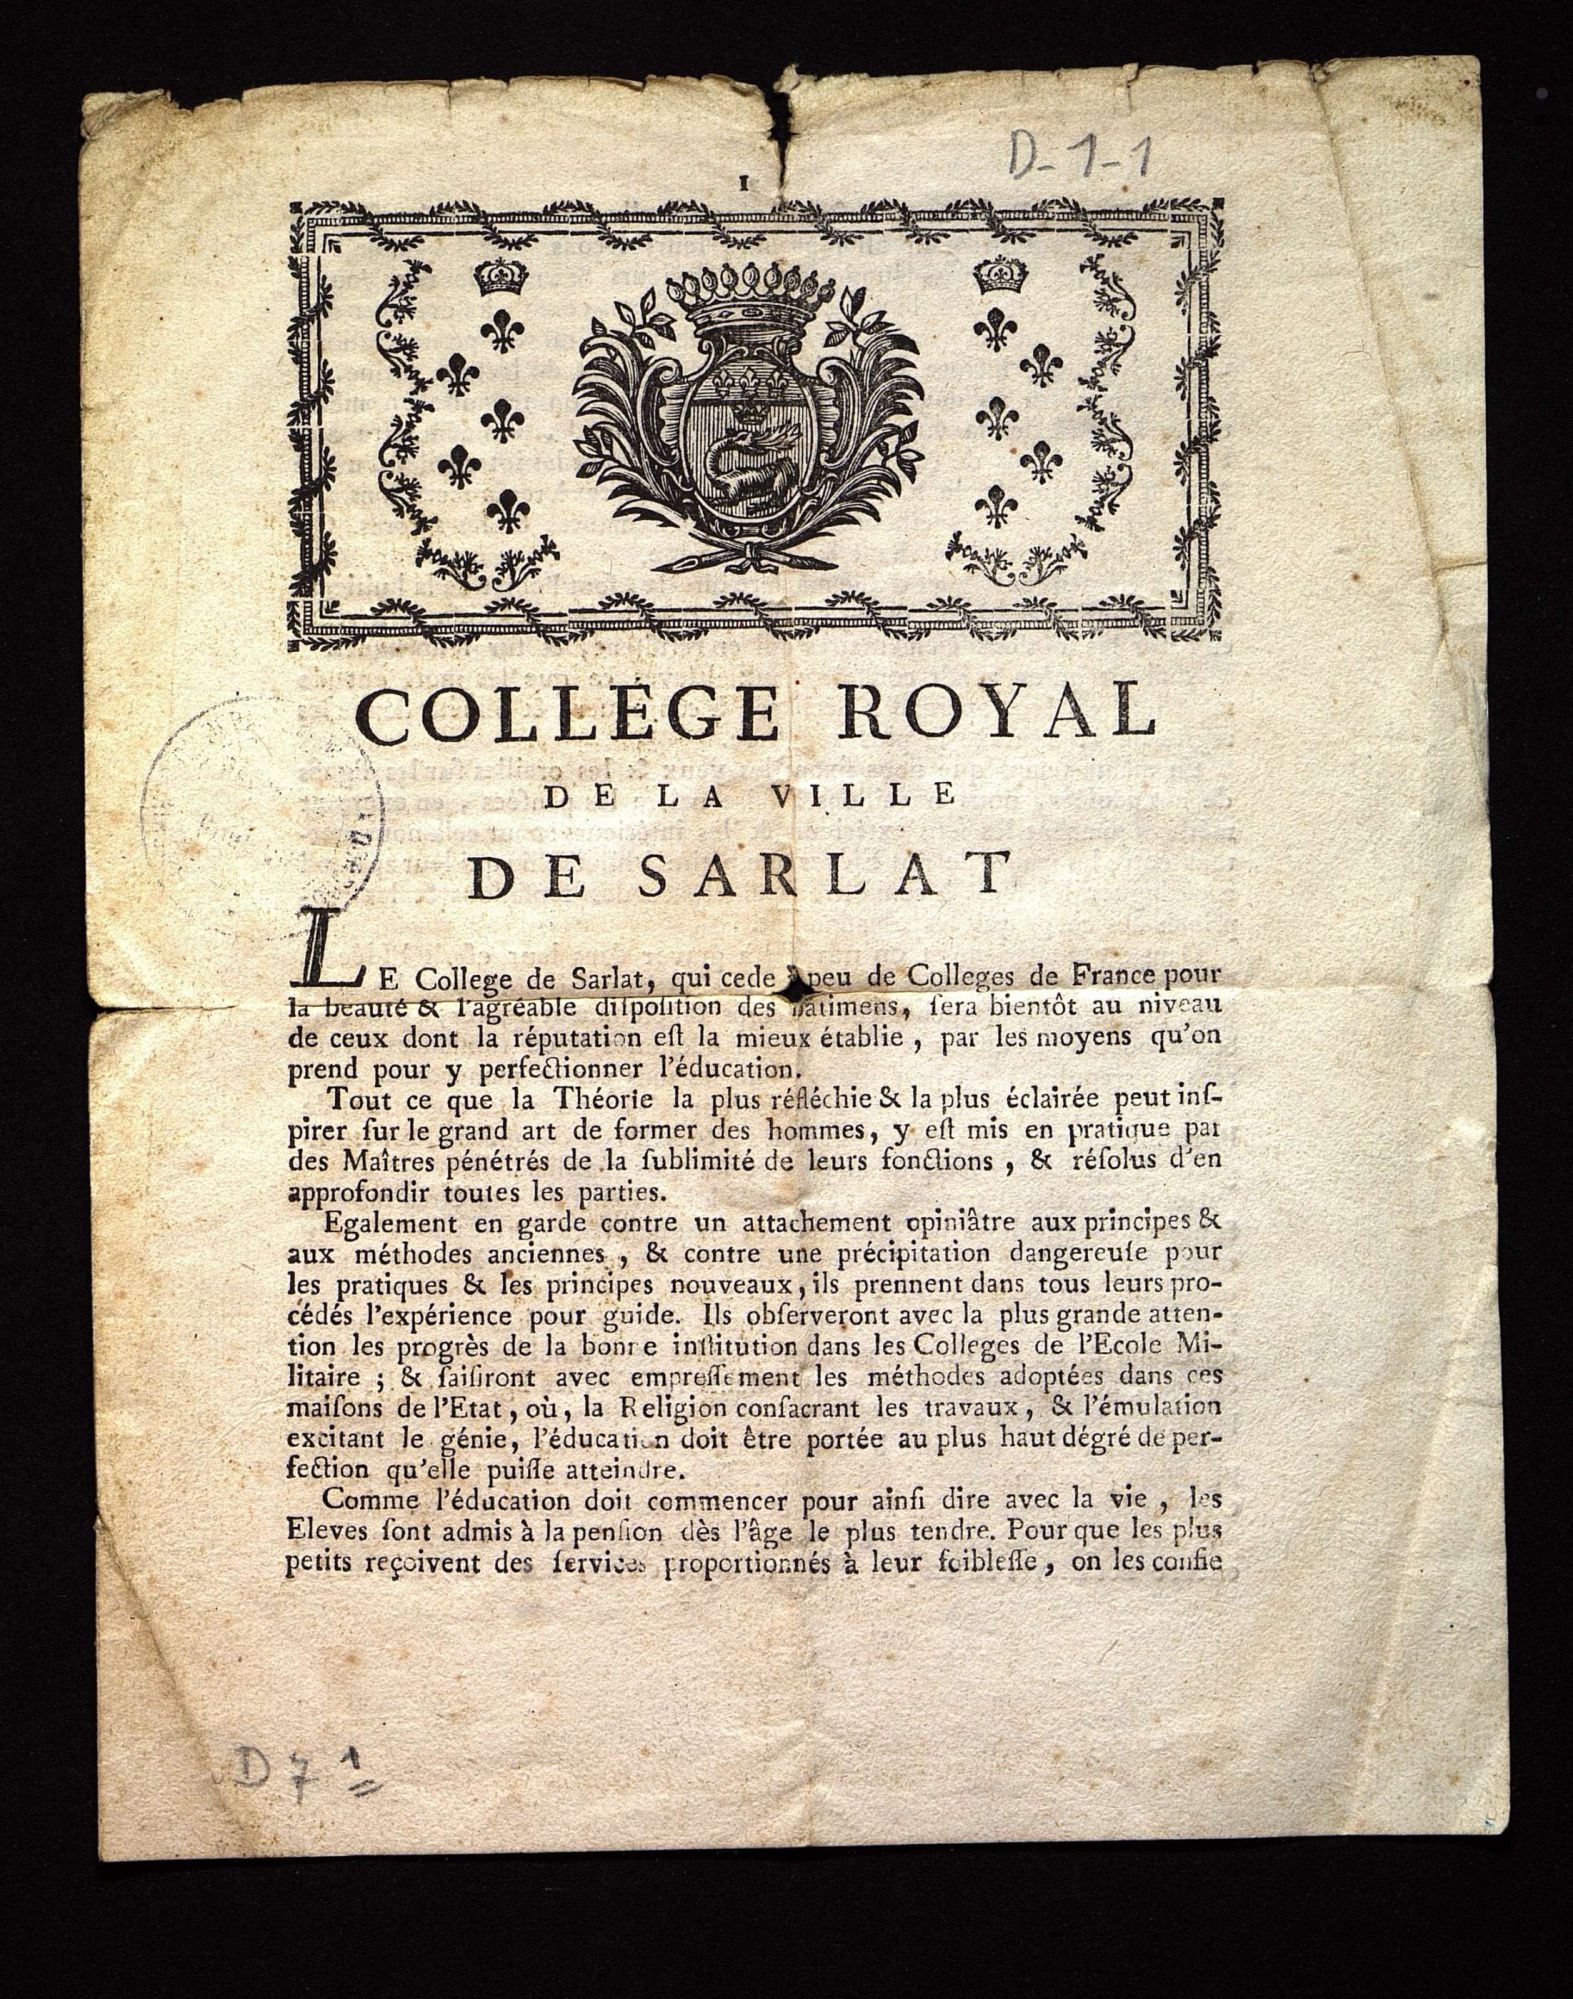 D-1-1
1
COLLEGE ROYAL
DE LA VILLE
DE SARLAT
LE College de Sarlat, qui cede à peu de Colleges de France pour
la beauté & l'agréable diſpoſition des bâtimens, ſera bientôt au niveau
de ceux dont la réputation eſt la mieux établie, par les moyens qu'on
prend pour y perfectionner l'éducation.
Tout ce que la Théorie la plus réfléchie & la plus éclairée peut inſ-
pirer ſur le grand art de former des hommes, y eſt mis en pratique par
des Maîtres pénétrés de la ſublimité de leurs fonctions, & réſolus d'en
approfondir toutes les parties.
Egalement en garde contre un attachement opiniâtre aux principes &
aux méthodes anciennes, & contre une précipitation dangereuſe pour
les pratiques & les principes nouveaux, ils prennent dans tous leurs pro-
cédés l'expérience pour guide. Ils obſerveront avec la plus grande atten-
tion les progrès de la bonne inſtitution dans les Colleges de l'Ecole Mi-
litaire ; & ſaiſiront avec empreſſement les méthodes adoptées dans ces
maiſons de l'Etat, où, la Religion conſacrant les travaux, & l'émulation
excitant le génie, l'éducation doit être portée au plus haut dégré de per-
fection qu'elle puiſſe atteindre.
Comme l'éducation doit commencer pour ainſi dire avec la vie, les
Eleves ſont admis à la penſion dès l'âge le plus tendre. Pour que les plus
petits reçoivent des ſervices proportionnés à leur foibleſſe, on les confie
D 7 1